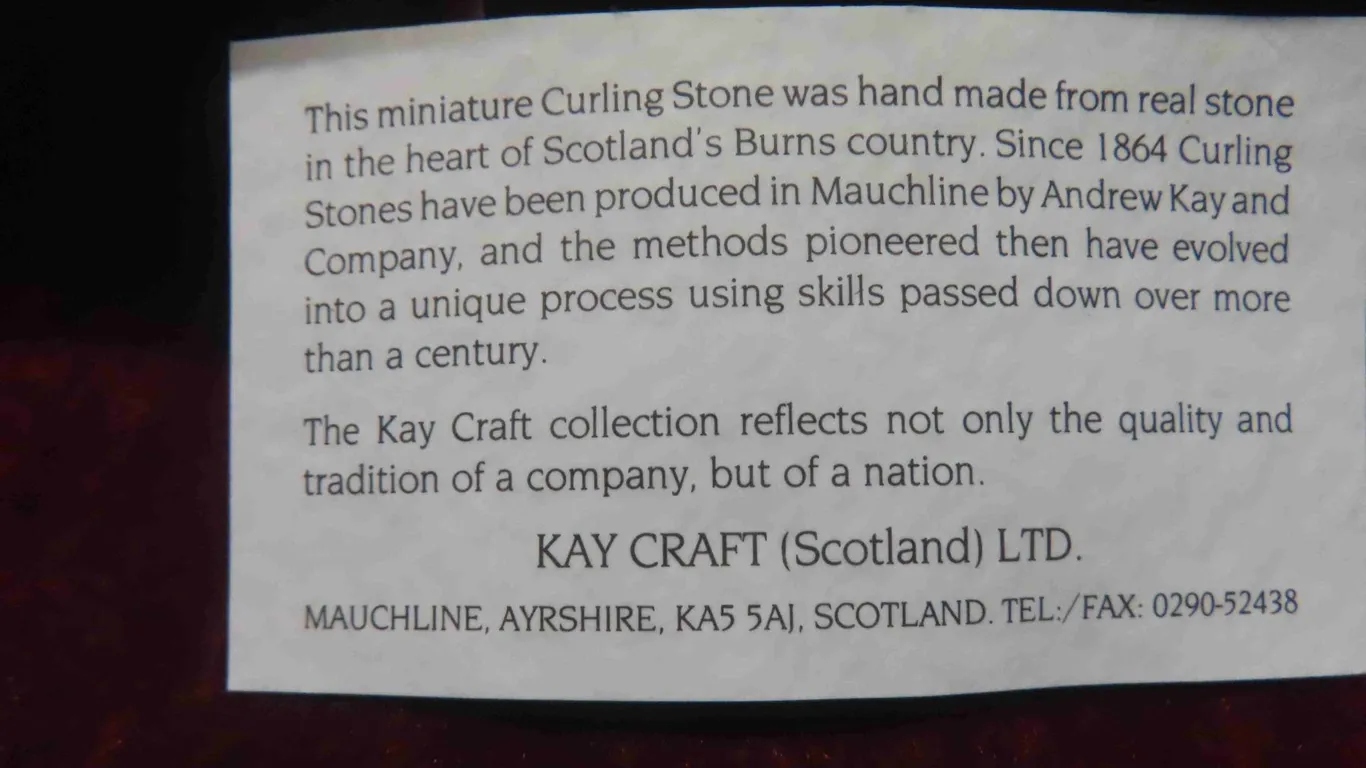 This miniature Curling Stone was hand made from real stone
in the heart of Scotland's Burns country. Since 1864 Curling
Stones have been produced in Mauchline by Andrew Kay and
Company, and the methods pioneered then have evolved
into a unique process using skills passed down over more
than a century.
The Kay Craft collection reflects not only the quality and
tradition of a company, but of a nation.
KAY CRAFT (Scotland) LTD.
MAUCHLINE, AYRSHIRE, KA5 5AJ, SCOTLAND. TEL:/FAX: 0290-52438